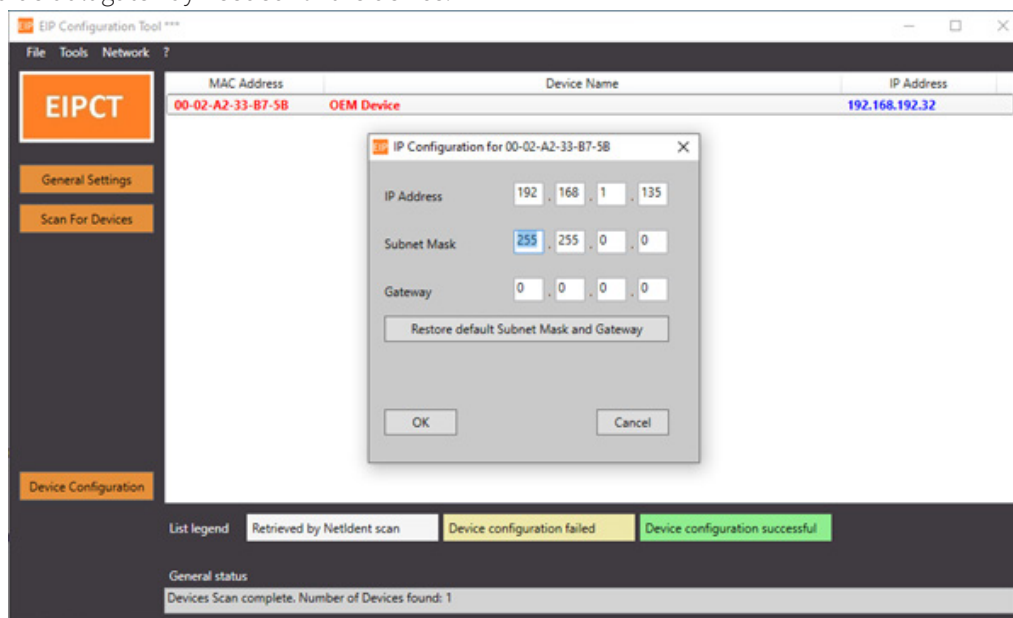 EIP EIP Configuration Tool ***
File Tools Network ?
EIPCT
General Settings
Scan For Devices
Device Configuration
MAC Address Device Name IP Address
00-02-A2-33-B7-5B OEM Device 192.168.192.32
EIP IP Configuration for 00-02-A2-33-B7-5B
IP Address 192 . 168 . 1 . 135
Subnet Mask 255 . 255 . 0 . 0
Gateway 0 . 0 . 0 . 0
Restore default Subnet Mask and Gateway
OK Cancel
List legend Retrieved by NetIdent scan Device configuration failed Device configuration successful
General status
Devices Scan complete. Number of Devices found: 1